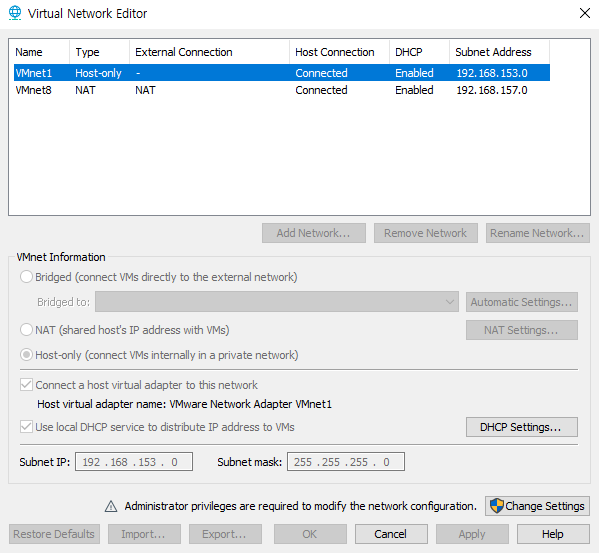 Virtual Network Editor
Name Type External Connection Host Connection DHCP Subnet Address
VMnet1 Host-only - Connected Enabled 192.168.153.0
VMnet8 NAT NAT Connected Enabled 192.168.157.0
Add Network... Remove Network Rename Network...
VMnet Information
Bridged (connect VMs directly to the external network)
Bridged to: Automatic Settings...
NAT (shared host's IP address with VMs) NAT Settings...
Host-only (connect VMs internally in a private network)
Connect a host virtual adapter to this network
Host virtual adapter name: VMware Network Adapter VMnet1
Use local DHCP service to distribute IP address to VMs DHCP Settings...
Subnet IP: 192 . 168 . 153 . 0 Subnet mask: 255 . 255 . 255 . 0
Administrator privileges are required to modify the network configuration. Change Settings
Restore Defaults Import... Export... OK Cancel Apply Help